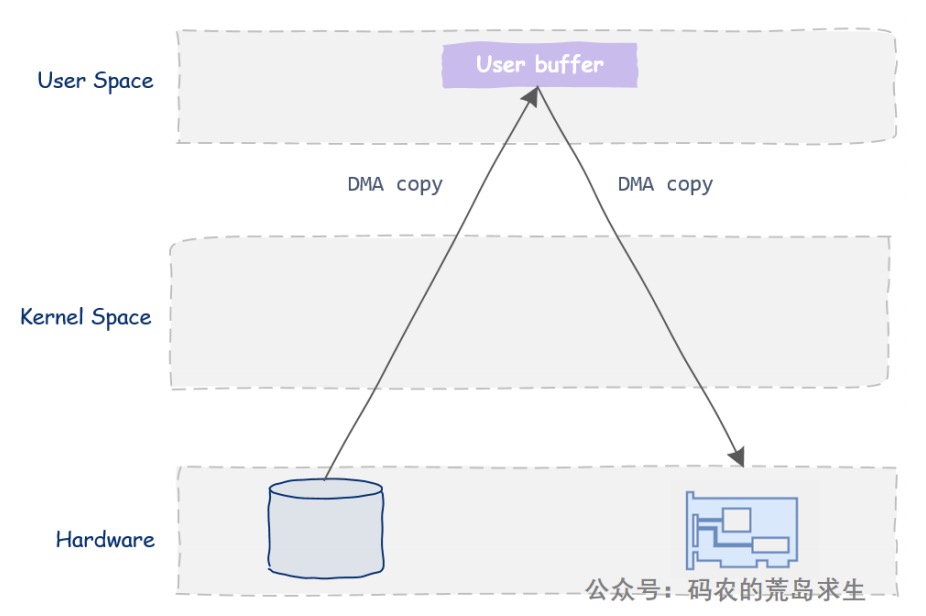 User Space
User buffer
DMA copy
DMA copy
Kernel Space
Hardware
公众号：码农的荒岛求生